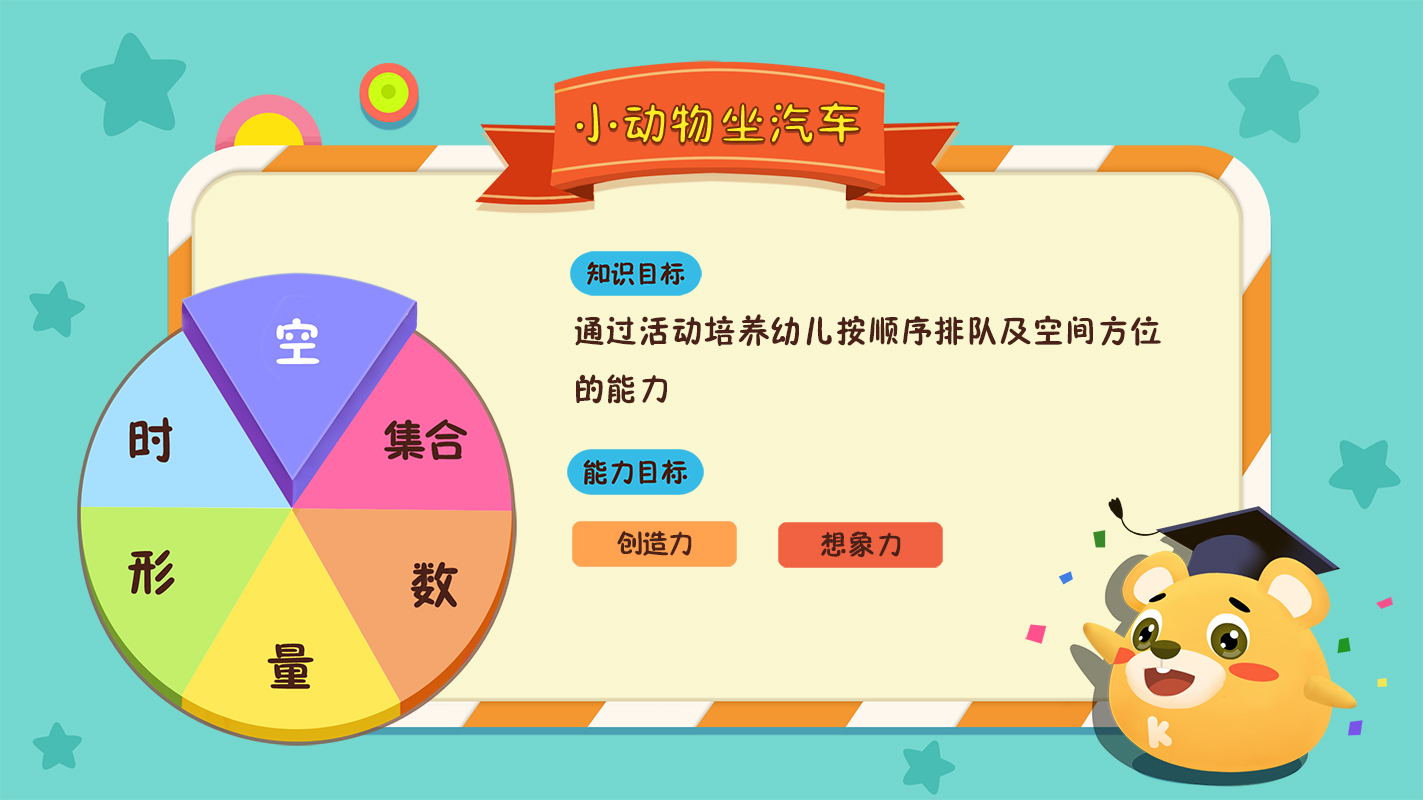 小动物坐汽车
知识目标
通过活动培养幼儿按顺序排队及空间方位
的能力
能力目标
创造力 想象力
空
时
集合
形
数
量
K